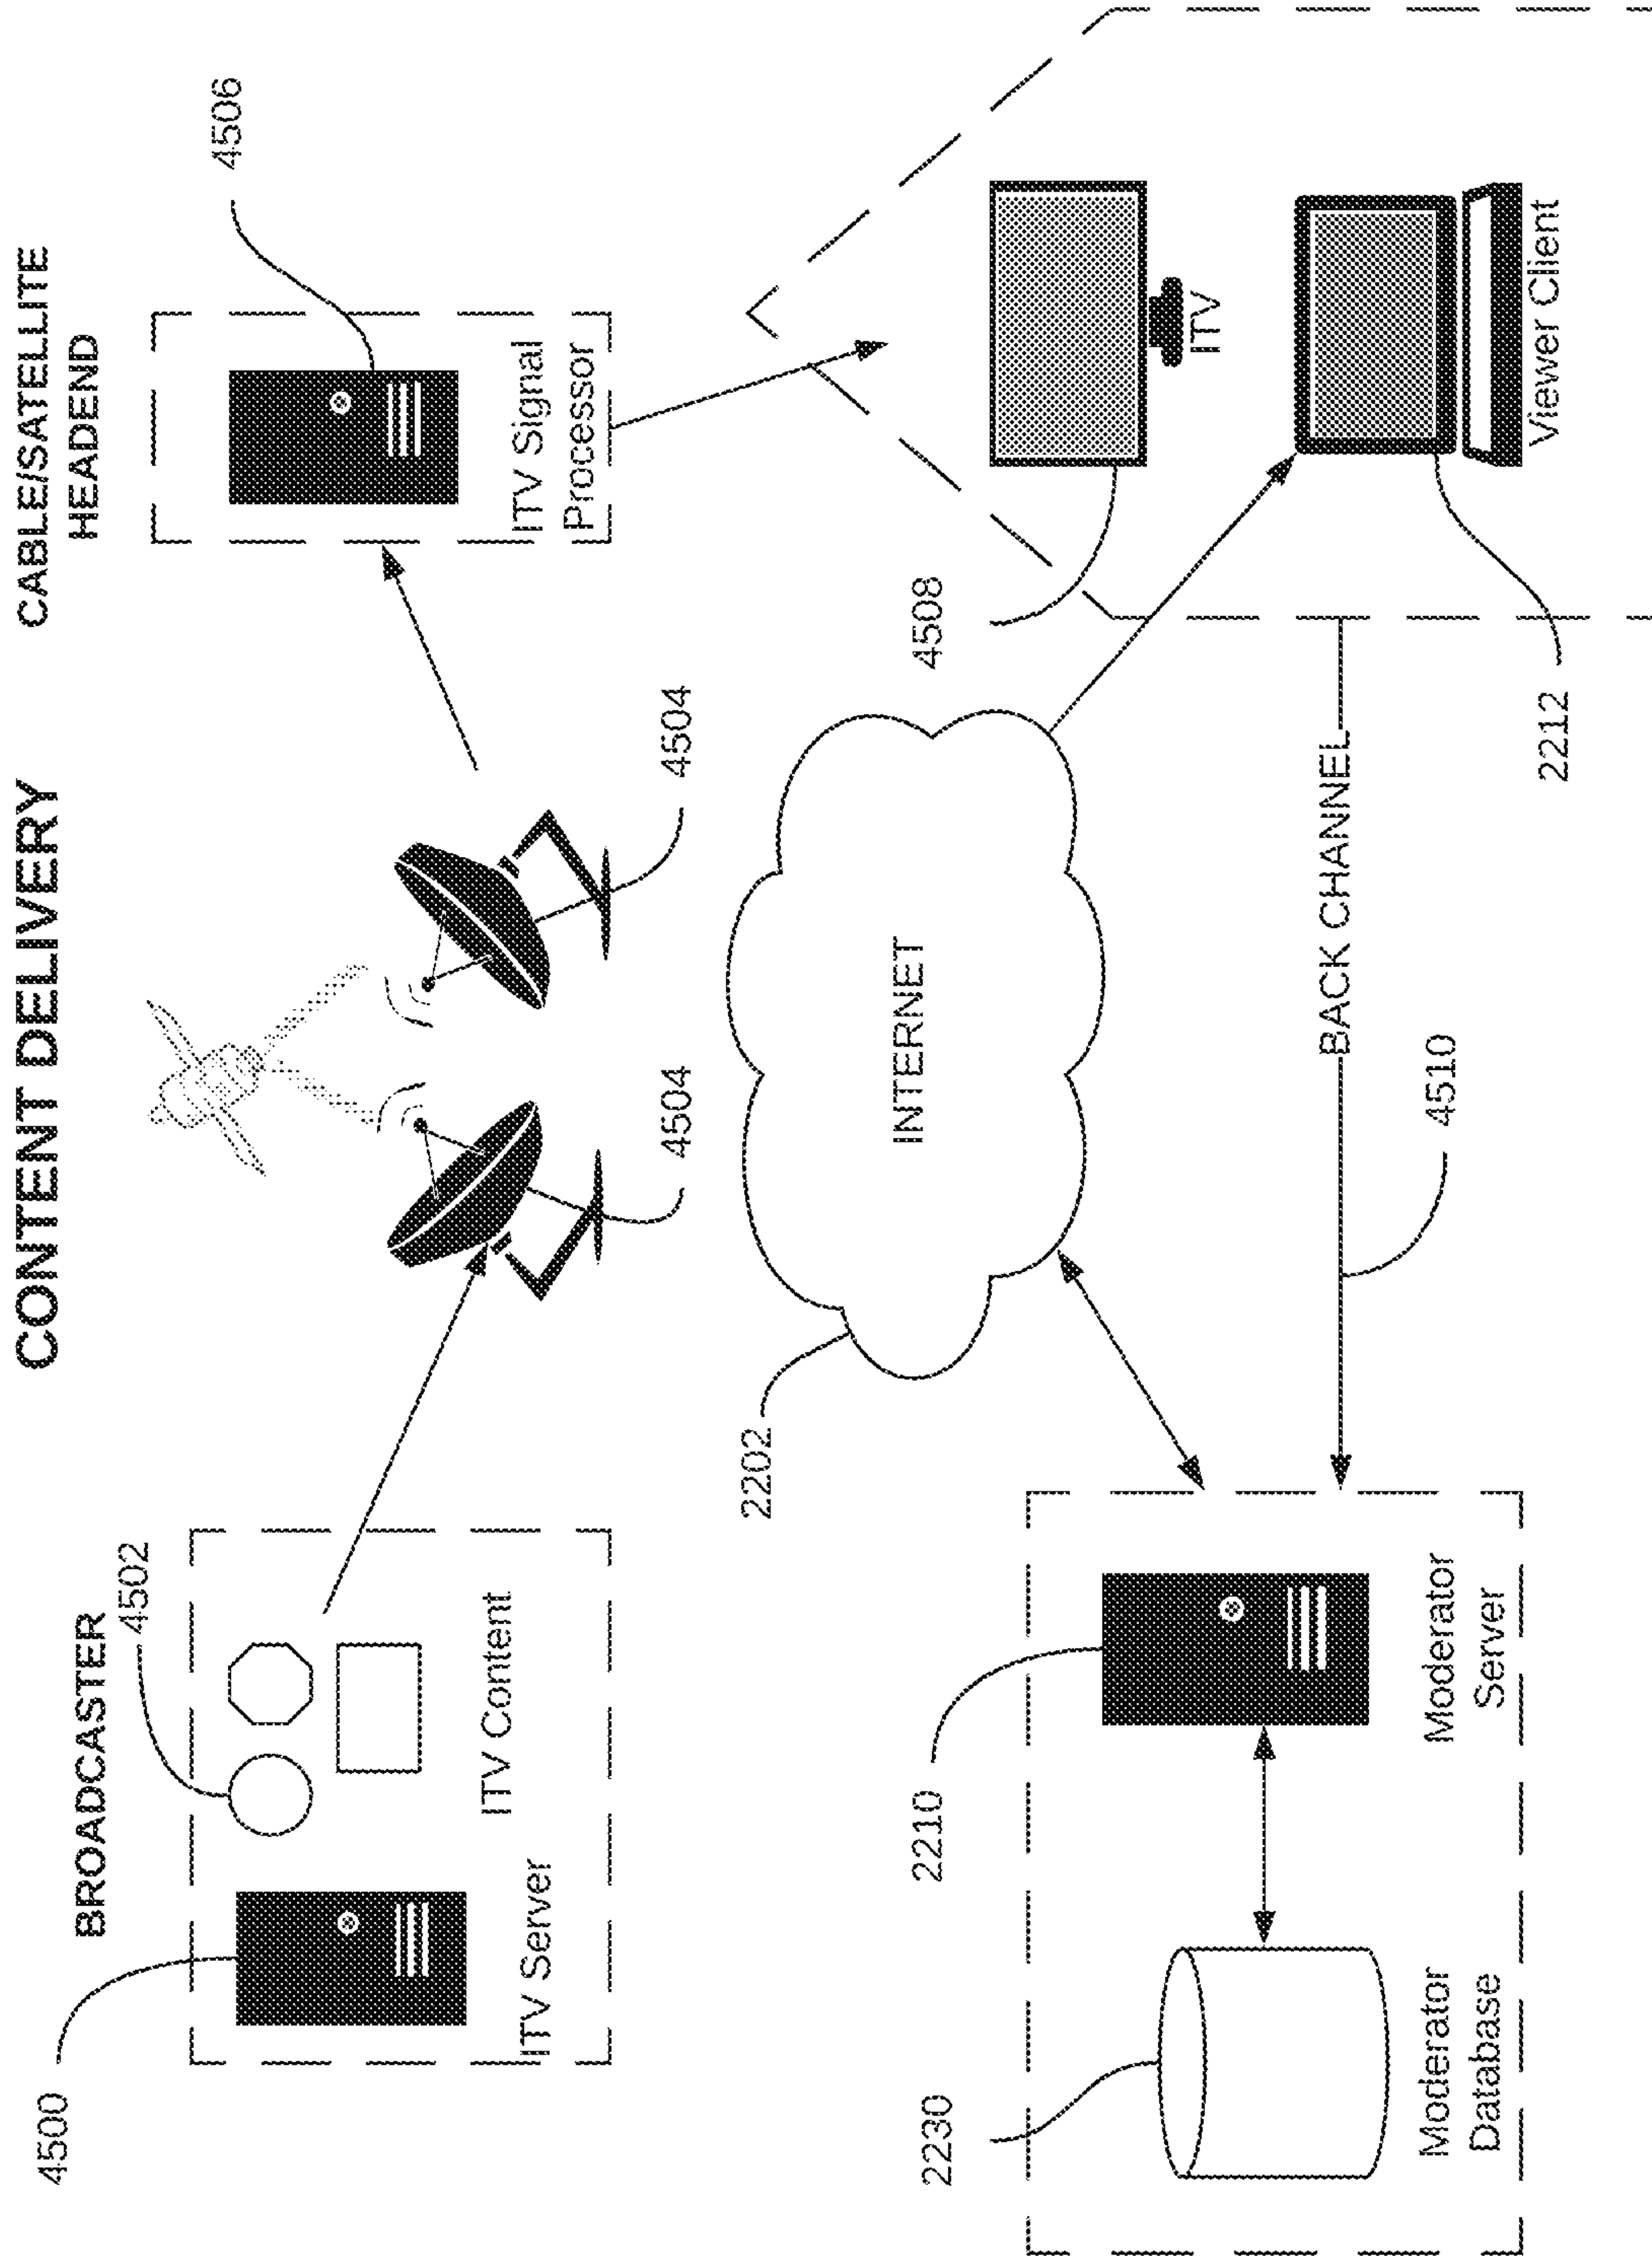 CONTENT DELIVERY
BROADCASTER
CABLE/SATELLITE
HEADEND
4500
4502
4506
ITV Server
ITV Content
ITV Signal
Processor
4504
4504
2202
INTERNET
4508
ITV
2230
2210
BACK CHANNEL
4510
2212
Moderator
Database
Moderator
Server
Viewer Client